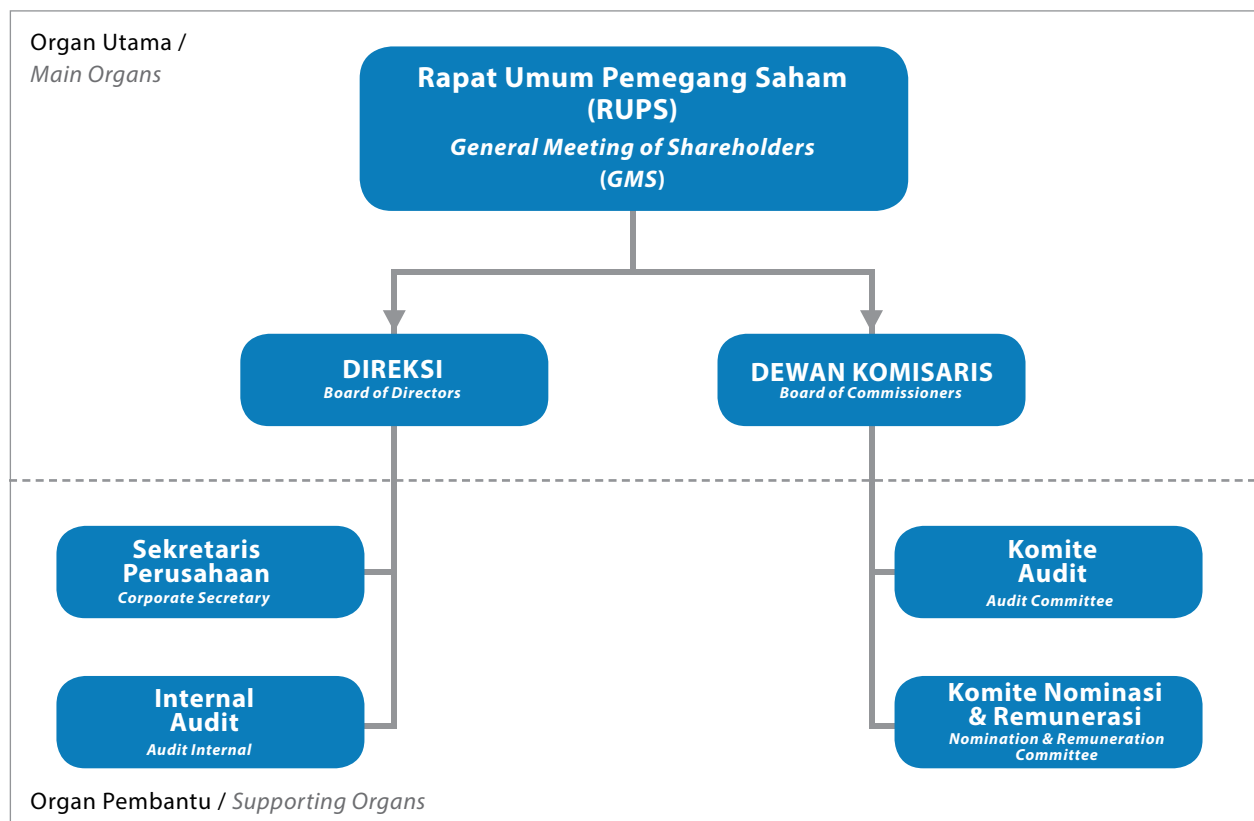 Organ Utama /
Main Organs
Rapat Umum Pemegang Saham
(RUPS)
General Meeting of Shareholders
(GMS)
DIREKSI
Board of Directors
DEWAN KOMISARIS
Board of Commissioners
Sekretaris
Perusahaan
Corporate Secretary
Komite
Audit
Audit Committee
Internal
Audit
Audit Internal
Komite Nominasi
& Remunerasi
Nomination & Remuneration
Committee
Organ Pembantu / Supporting Organs